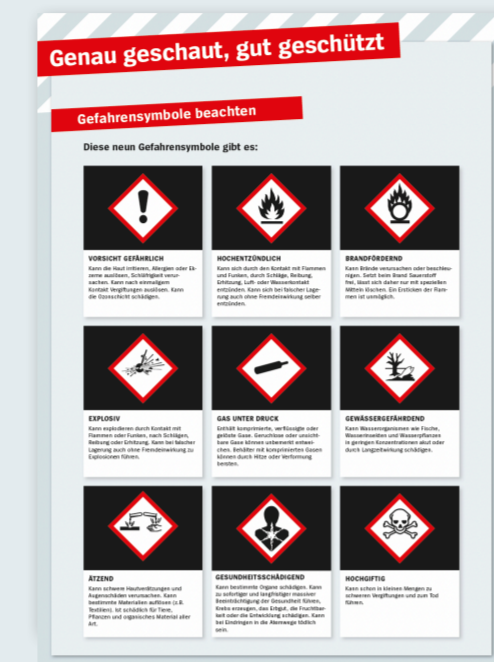 Genau geschaut, gut geschützt
Gefahrensymbole beachten
Diese neun Gefahrensymbole gibt es:
VORSICHT GEFÄHRLICH
Kann die Haut irritieren, Allergien oder Ek-
zeme auslösen, Schläfrigkeit verur-
sachen. Kann nach einmaligem
Kontakt Vergiftungen auslösen. Kann
die Ozonschicht schädigen.
HOCHENTZÜNDLICH
Kann sich durch den Kontakt mit Flammen
und Funken, durch Schläge, Reibung,
Erhitzung, Luft- oder Wasserkontakt
entzünden. Kann sich bei falscher Lage-
rung auch ohne Fremdeinwirkung selber
entzünden.
BRANDFÖRDERND
Kann Brände verursachen oder beschleu-
nigen. Setzt beim Brand Sauerstoff
frei, lässt sich daher nur mit speziellen
Mitteln löschen. Ein Ersticken der Flam-
men ist unmöglich.
EXPLOSIV
Kann explodieren durch Kontakt mit
Flammen oder Funken, nach Schlägen,
Reibung oder Erhitzung. Kann bei falscher
Lagerung auch ohne Fremdeinwirkung zu
Explosionen führen.
GAS UNTER DRUCK
Enthält komprimierte, verflüssigte oder
gelöste Gase. Geruchlose oder unsicht-
bare Gase können unbemerkt entwei-
chen. Behälter mit komprimierten Gasen
können durch Hitze oder Verformung
bersten.
GEWÄSSERGEFÄHRDEND
Kann Wasserorganismen wie Fische,
Wasserinsekten und Wasserpflanzen
in geringen Konzentrationen akut oder
durch Langzeitwirkung schädigen.
ÄTZEND
Kann schwere Hautverätzungen und
Augenschäden verursachen. Kann
bestimmte Materialien auflösen (z.B.
Textilien). Ist schädlich für Tiere,
Pflanzen und organisches Material aller
Art.
GESUNDHEITSSCHÄDIGEND
Kann bestimmte Organe schädigen. Kann
zu sofortiger und langfristiger massiver
Beeinträchtigung der Gesundheit führen,
Krebs erzeugen, das Erbgut, die Fruchtbar-
keit oder die Entwicklung schädigen. Kann
bei Eindringen in die Atemwege tödlich
sein.
HOCHGIFTIG
Kann schon in kleinen Mengen zu
schweren Vergiftungen und zum Tod
führen.